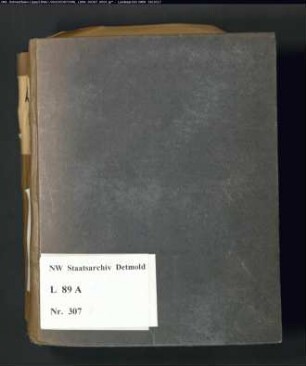 NW Staatsarchiv Detmold
L 89 A
Nr. 307